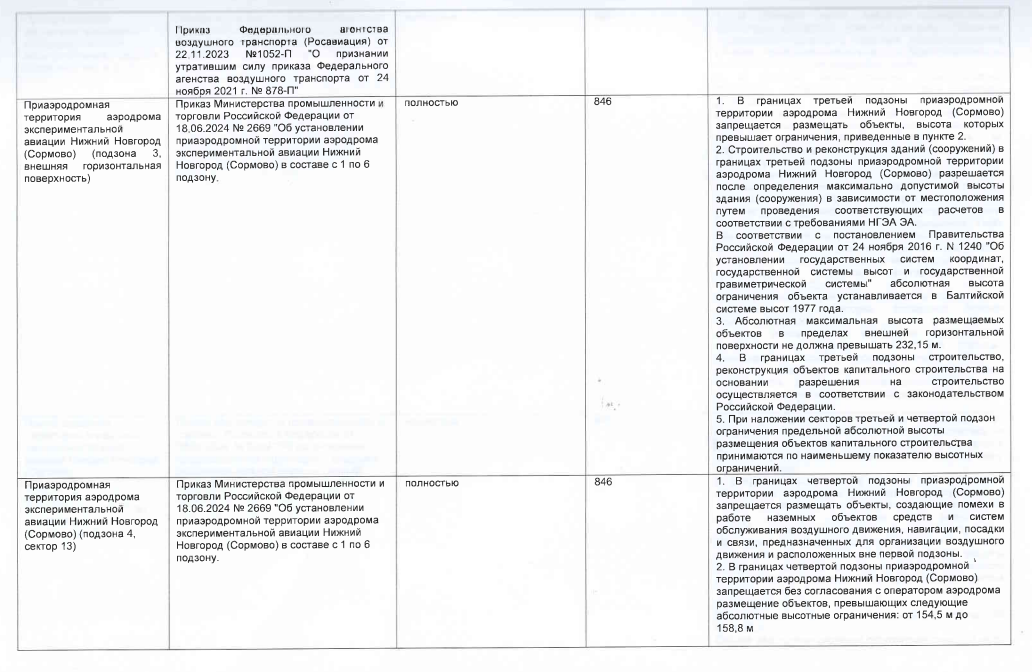 Приказ Федерального агентства
воздушного транспорта (Росавиация) от
22.11.2023 №1052-П "О признании
утратившим силу приказа Федерального
агенства воздушного транспорта от 24
ноября 2021 г. № 878-П"
Приаэродромная
территория аэродрома
экспериментальной
авиации Нижний Новгород
(Сормово) (подзона 3,
внешняя горизонтальная
поверхность)
Приказ Министерства промышленности и
торговли Российской Федерации от
18.06.2024 № 2669 "Об установлении
приаэродромной территории аэродрома
экспериментальной авиации Нижний
Новгород (Сормово) в составе с 1 по 6
подзону.
полностью
846
1. В границах третьей подзоны приаэродромной
территории аэродрома Нижний Новгород (Сормово)
запрещается размещать объекты, высота которых
превышает ограничения, приведенные в пункте 2.
2. Строительство и реконструкция зданий (сооружений) в
границах третьей подзоны приаэродромной территории
аэродрома Нижний Новгород (Сормово) разрешается
после определения максимально допустимой высоты
здания (сооружения) в зависимости от местоположения
путем проведения соответствующих расчетов в
соответствии с требованиями НГЭА ЭА.
В соответствии с постановлением Правительства
Российской Федерации от 24 ноября 2016 г. N 1240 "Об
установлении государственных систем координат,
государственной системы высот и государственной
гравиметрической системы" абсолютная высота
ограничения объекта устанавливается в Балтийской
системе высот 1977 года.
3. Абсолютная максимальная высота размещаемых
объектов в пределах внешней горизонтальной
поверхности не должна превышать 232,15 м.
4. В границах третьей подзоны строительство,
реконструкция объектов капитального строительства на
основании разрешения на строительство
осуществляется в соответствии с законодательством
Российской Федерации.
5. При наложении секторов третьей и четвертой подзон
ограничения предельной абсолютной высоты
размещения объектов капитального строительства
принимаются по наименьшему показателю высотных
ограничений.
Приаэродромная
территория аэродрома
экспериментальной
авиации Нижний Новгород
(Сормово) (подзона 4,
сектор 13)
Приказ Министерства промышленности и
торговли Российской Федерации от
18.06.2024 № 2669 "Об установлении
приаэродромной территории аэродрома
экспериментальной авиации Нижний
Новгород (Сормово) в составе с 1 по 6
подзону.
полностью
846
1. В границах четвертой подзоны приаэродромной
территории аэродрома Нижний Новгород (Сормово)
запрещается размещать объекты, создающие помехи в
работе наземных объектов средств и систем
обслуживания воздушного движения, навигации, посадки
и связи, предназначенных для организации воздушного
движения и расположенных вне первой подзоны.
2. В границах четвертой подзоны приаэродромной
территории аэродрома Нижний Новгород (Сормово)
запрещается без согласования с оператором аэродрома
размещение объектов, превышающих следующие
абсолютные высотные ограничения: от 154,5 м до
158,8 м